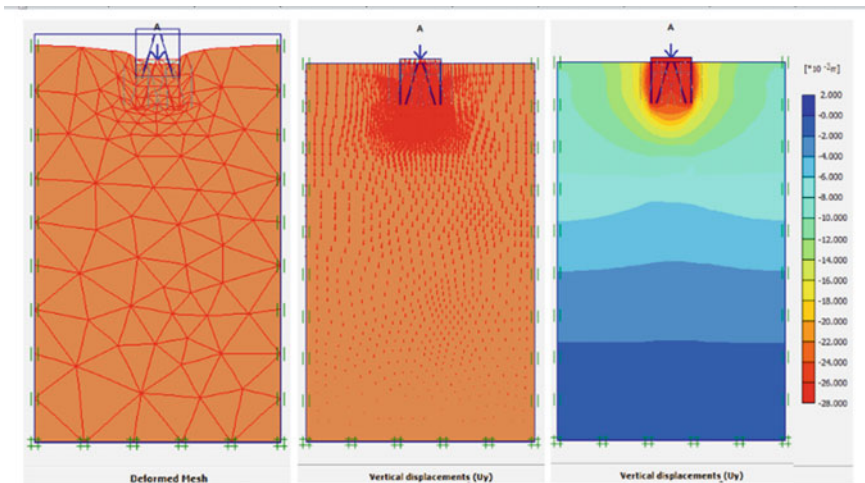 A
A
A
[*10 -2m]
2.000
-0.000
-2.000
-4.000
-6.000
-8.000
-10.000
-12.000
-14.000
-16.000
-18.000
-20.000
-22.000
-24.000
-26.000
-28.000
Deformed Mesh
Vertical displacements (Uy)
Vertical displacements (Uy)